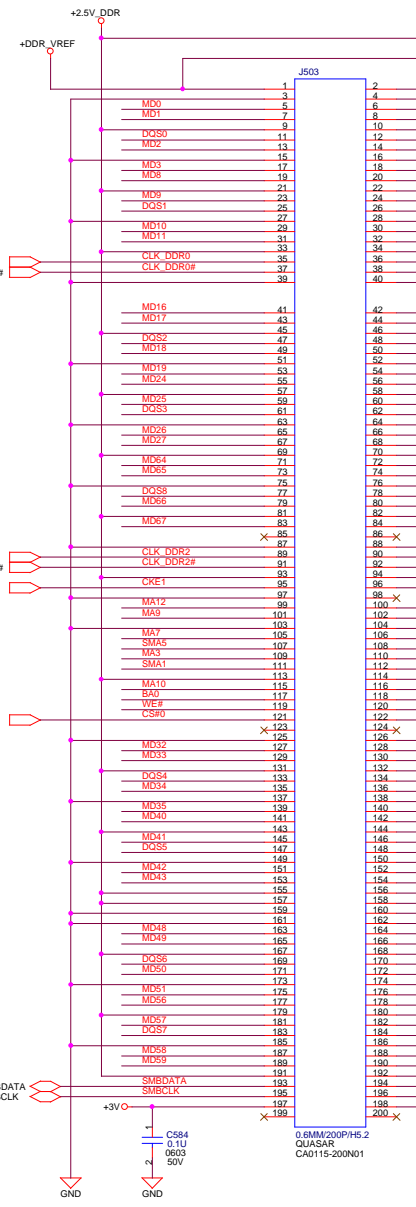 +2.5V_DDR
+DDR_VREF
J503
1 2
3 4
MD0 5 6
MD1 7 8
9 10
DQS0 11 12
MD2 13 14
15 16
MD3 17 18
MD8 19 20
21 22
MD9 23 24
DQS1 25 26
27 28
MD10 29 30
MD11 31 32
33 34
CLK_DDR0 35 36
# CLK_DDR0# 37 38
39 40
MD16 41 42
MD17 43 44
45 46
DQS2 47 48
MD18 49 50
51 52
MD19 53 54
MD24 55 56
57 58
MD25 59 60
DQS3 61 62
63 64
MD26 65 66
MD27 67 68
69 70
MD64 71 72
MD65 73 74
75 76
DQS8 77 78
MD66 79 80
81 82
MD67 83 84
85 86
87 88
CLK_DDR2 89 90
# CLK_DDR2# 91 92
93 94
CKE1 95 96
97 98
MA12 99 100
MA9 101 102
103 104
MA7 105 106
SMA5 107 108
MA3 109 110
SMA1 111 112
113 114
MA10 115 116
BA0 117 118
WE# 119 120
CS#0 121 122
123 124
125 126
MD32 127 128
MD33 129 130
131 132
DQS4 133 134
MD34 135 136
137 138
MD35 139 140
MD40 141 142
143 144
MD41 145 146
DQS5 147 148
149 150
MD42 151 152
MD43 153 154
155 156
157 158
159 160
161 162
MD48 163 164
MD49 165 166
167 168
DQS6 169 170
MD50 171 172
173 174
MD51 175 176
MD56 177 178
179 180
MD57 181 182
DQS7 183 184
185 186
MD58 187 188
MD59 189 190
191 192
SMBDATA 193 194
SMBCLK 195 196
+3V 197 198
199 200
1
C584
0.1U
0603
50V
2
0.6MM/200P/H5.2
QUASAR
CA0115-200N01
GND GND